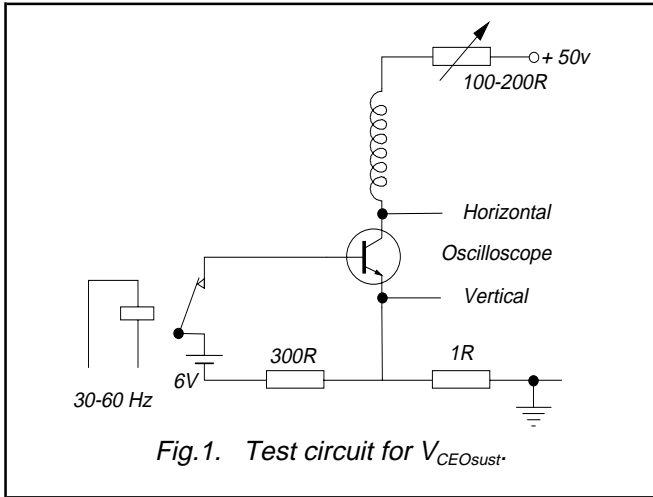 + 50v
100-200R
Horizontal
Oscilloscope
Vertical
300R
1R
6V
30-60 Hz
Fig.1. Test circuit for VCEOsust.